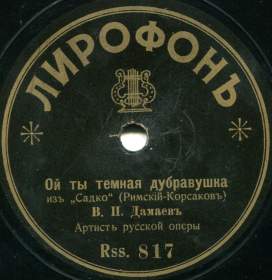 ЛИРОФОНЪ
Ой ты темная дубравушка
изъ „Садко“ (Римскій-Корсаковъ)
В. П. Дамаевъ
Артистъ русской оперы
Rss. 817